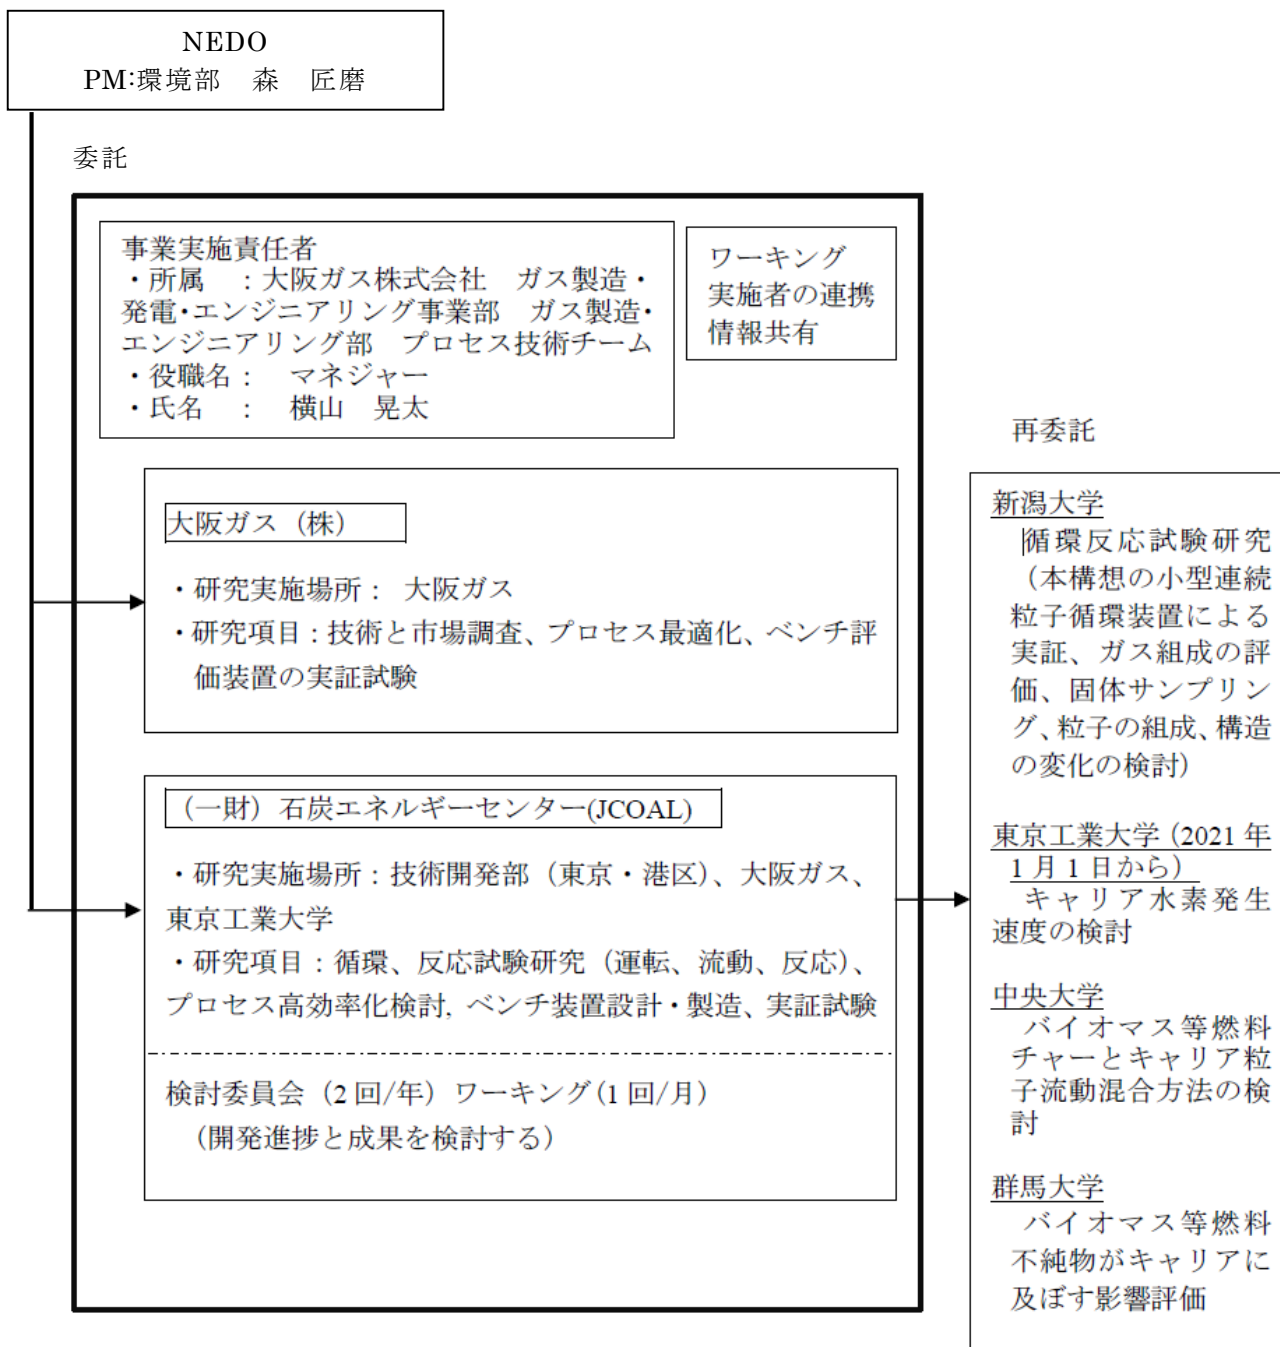 NEDO
PM:環境部　森　匠磨
委託
事業実施責任者
・所属　：大阪ガス株式会社　ガス製造・
発電・エンジニアリング事業部　ガス製造・
エンジニアリング部　プロセス技術チーム
・役職名：　マネジャー
・氏名　：　横山　晃太
ワーキング
実施者の連携
情報共有
大阪ガス（株）
・研究実施場所：　大阪ガス
・研究項目：技術と市場調査、プロセス最適化、ベンチ評
価装置の実証試験
（一財）石炭エネルギーセンター(JCOAL)
・研究実施場所：技術開発部（東京・港区）、大阪ガス、
東京工業大学
・研究項目：循環、反応試験研究（運転、流動、反応）、
プロセス高効率化検討, ベンチ装置設計・製造、実証試験
検討委員会（2 回/年）ワーキング(1 回/月）
（開発進捗と成果を検討する）
再委託
新潟大学
循環反応試験研究
（本構想の小型連続
粒子循環装置による
実証、ガス組成の評
価、固体サンプリン
グ、粒子の組成、構造
の変化の検討）
東京工業大学（2021 年
1 月 1 日から）
キャリア水素発生
速度の検討
中央大学
バイオマス等燃料
チャーとキャリア粒
子流動混合方法の検
討
群馬大学
バイオマス等燃料
不純物がキャリアに
及ぼす影響評価